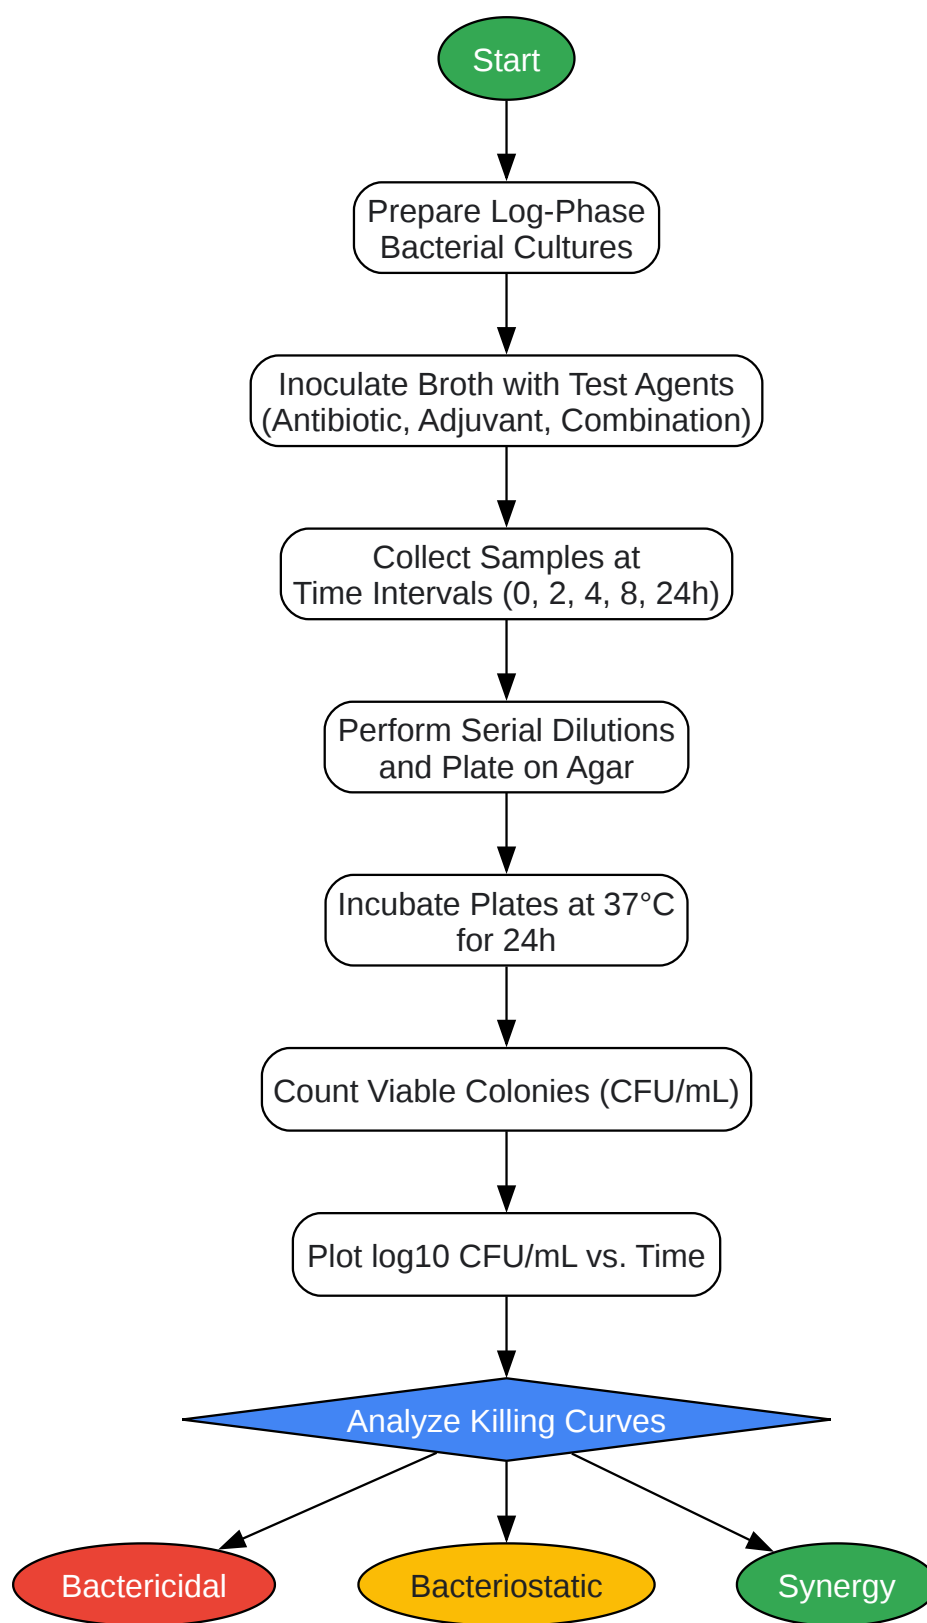 Start
Prepare Log-Phase
Bacterial Cultures
Inoculate Broth with Test Agents
(Antibiotic, Adjuvant, Combination)
Collect Samples at
Time Intervals (0, 2, 4, 8, 24h)
Perform Serial Dilutions
and Plate on Agar
Incubate Plates at 37°C
for 24h
Count Viable Colonies (CFU/mL)
Plot log10 CFU/mL vs. Time
Analyze Killing Curves
Bactericidal
Bacteriostatic
Synergy